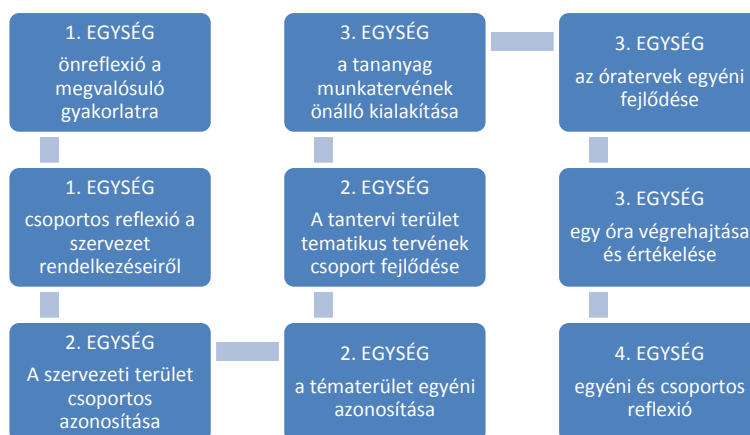 1. EGYSÉG
önreflexió a
megvalósuló
gyakorlatra
1. EGYSÉG
csoportos reflexió a
szervezet
rendelkezéseiről
2. EGYSÉG
A szervezeti terület
csoportos
azonosítása
2. EGYSÉG
a tématerület egyéni
azonosítása
2. EGYSÉG
A tantervi terület
tematikus tervének
csoport fejlődése
3. EGYSÉG
a tananyag
munkatervének
önálló kialakítása
3. EGYSÉG
az óratervek egyéni
fejlődése
3. EGYSÉG
egy óra végrehajtása
és értékelése
4. EGYSÉG
egyéni és csoportos
reflexió